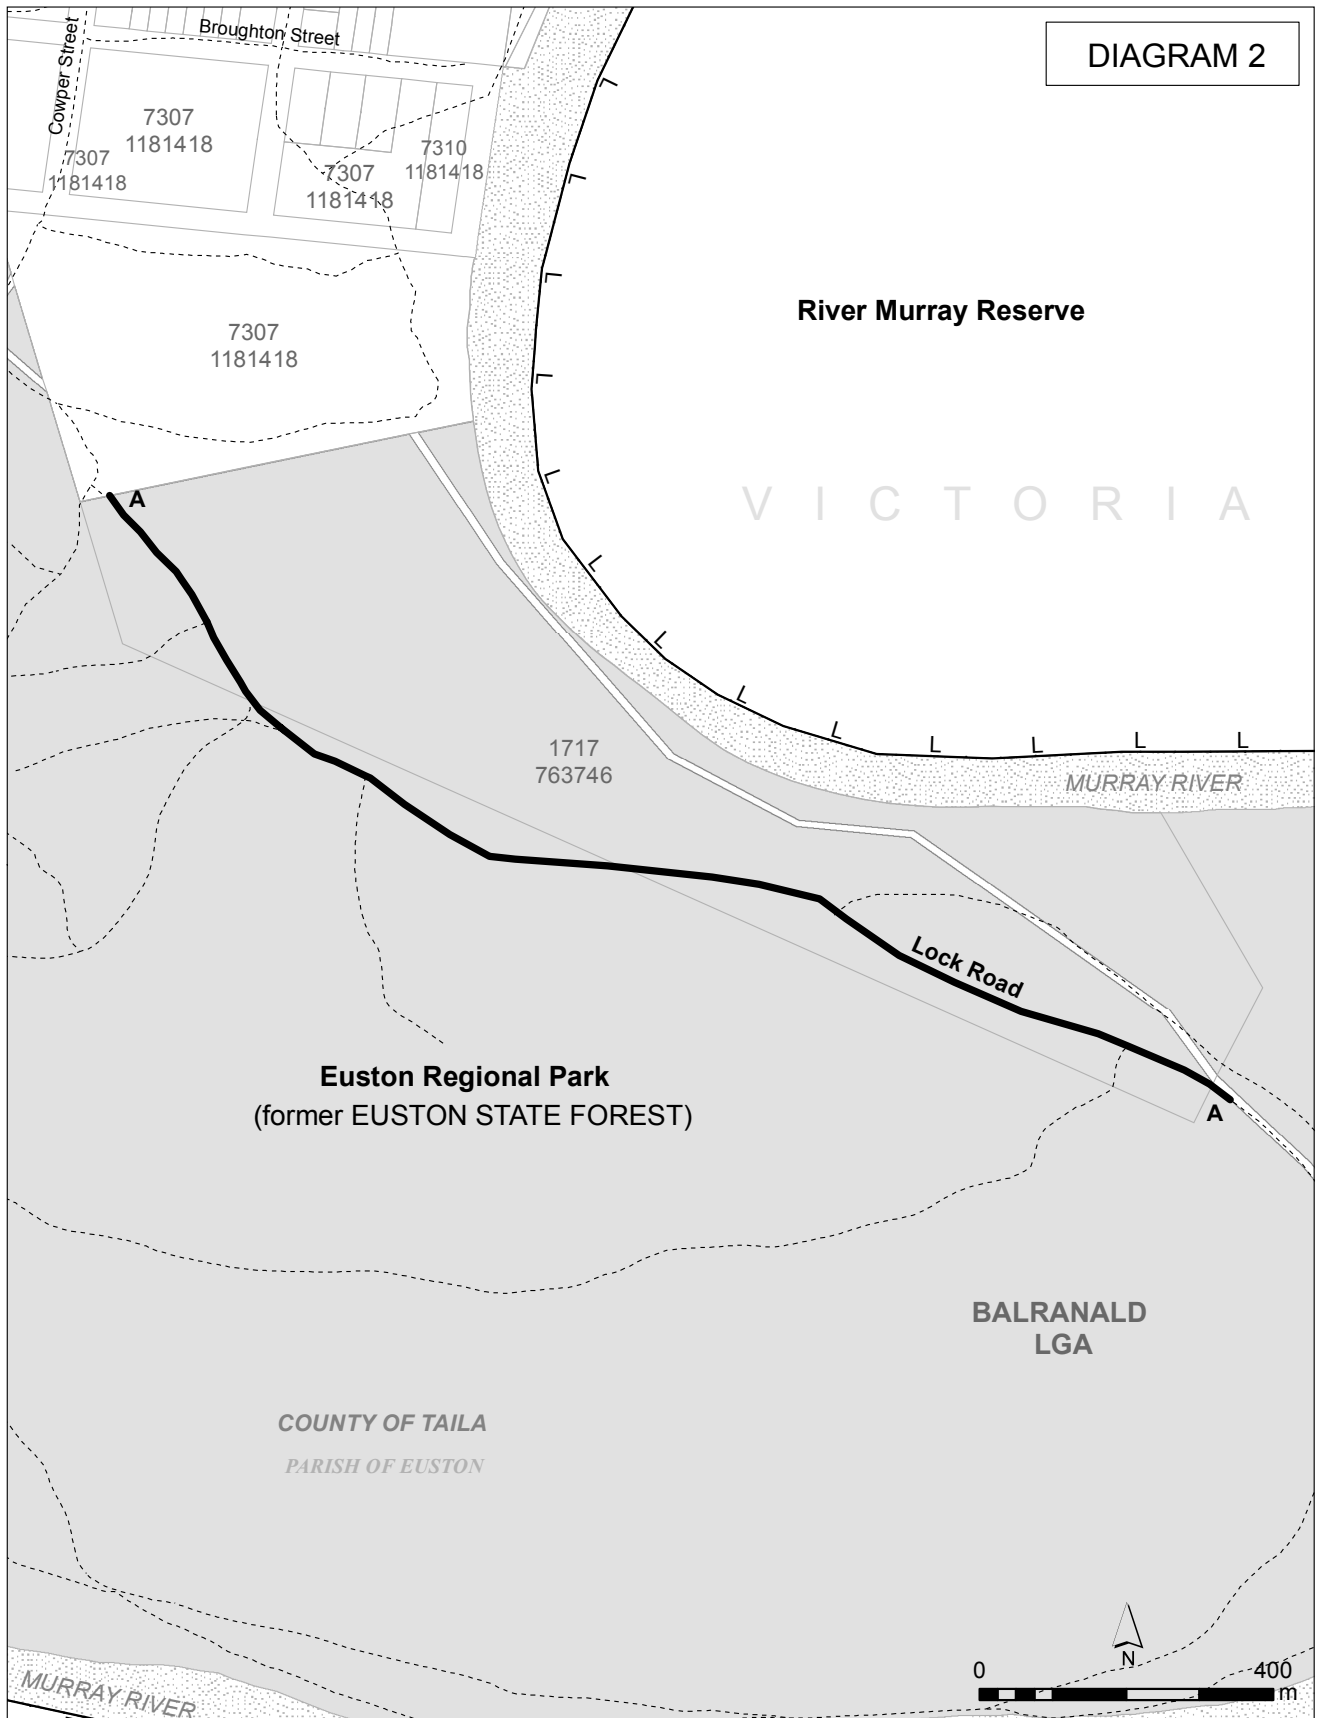 DIAGRAM 2
Broughton Street
Cowper Street
7307
1181418
7307
1181418
7307
1181418
7310
1181418
7307
1181418
River Murray Reserve
VICTORIA
A
L
L
L
L
L
L
L
L
L
L
L
L
L
1717
763746
MURRAY RIVER
Lock Road
A
Euston Regional Park
(former EUSTON STATE FOREST)
BALRANALD
LGA
COUNTY OF TAILA
PARISH OF EUSTON
MURRAY RIVER
N
0 400
m